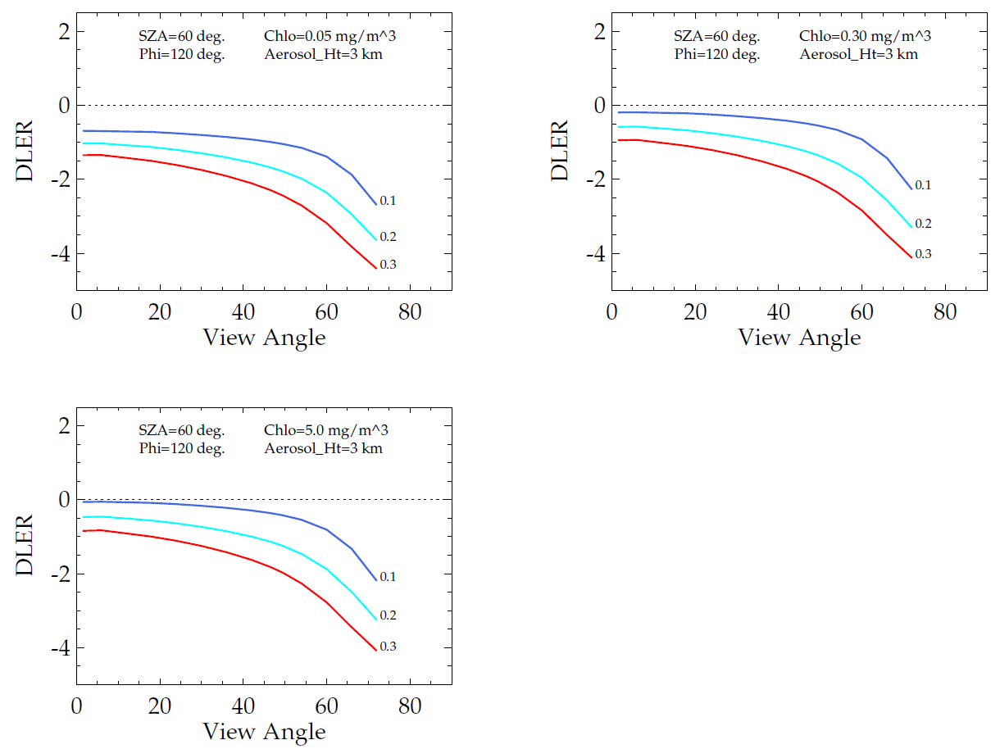 SZA=60 deg. Chlo=0.05 mg/m^3
Phi=120 deg. Aerosol_Ht=3 km
2
0
-2
-4
DLER
0.1
0.2
0.3
0 20 40 60 80
View Angle
SZA=60 deg. Chlo=0.30 mg/m^3
Phi=120 deg. Aerosol_Ht=3 km
2
0
-2
-4
DLER
0.1
0.2
0.3
0 20 40 60 80
View Angle
SZA=60 deg. Chlo=5.0 mg/m^3
Phi=120 deg. Aerosol_Ht=3 km
2
0
-2
-4
DLER
0.1
0.2
0.3
0 20 40 60 80
View Angle